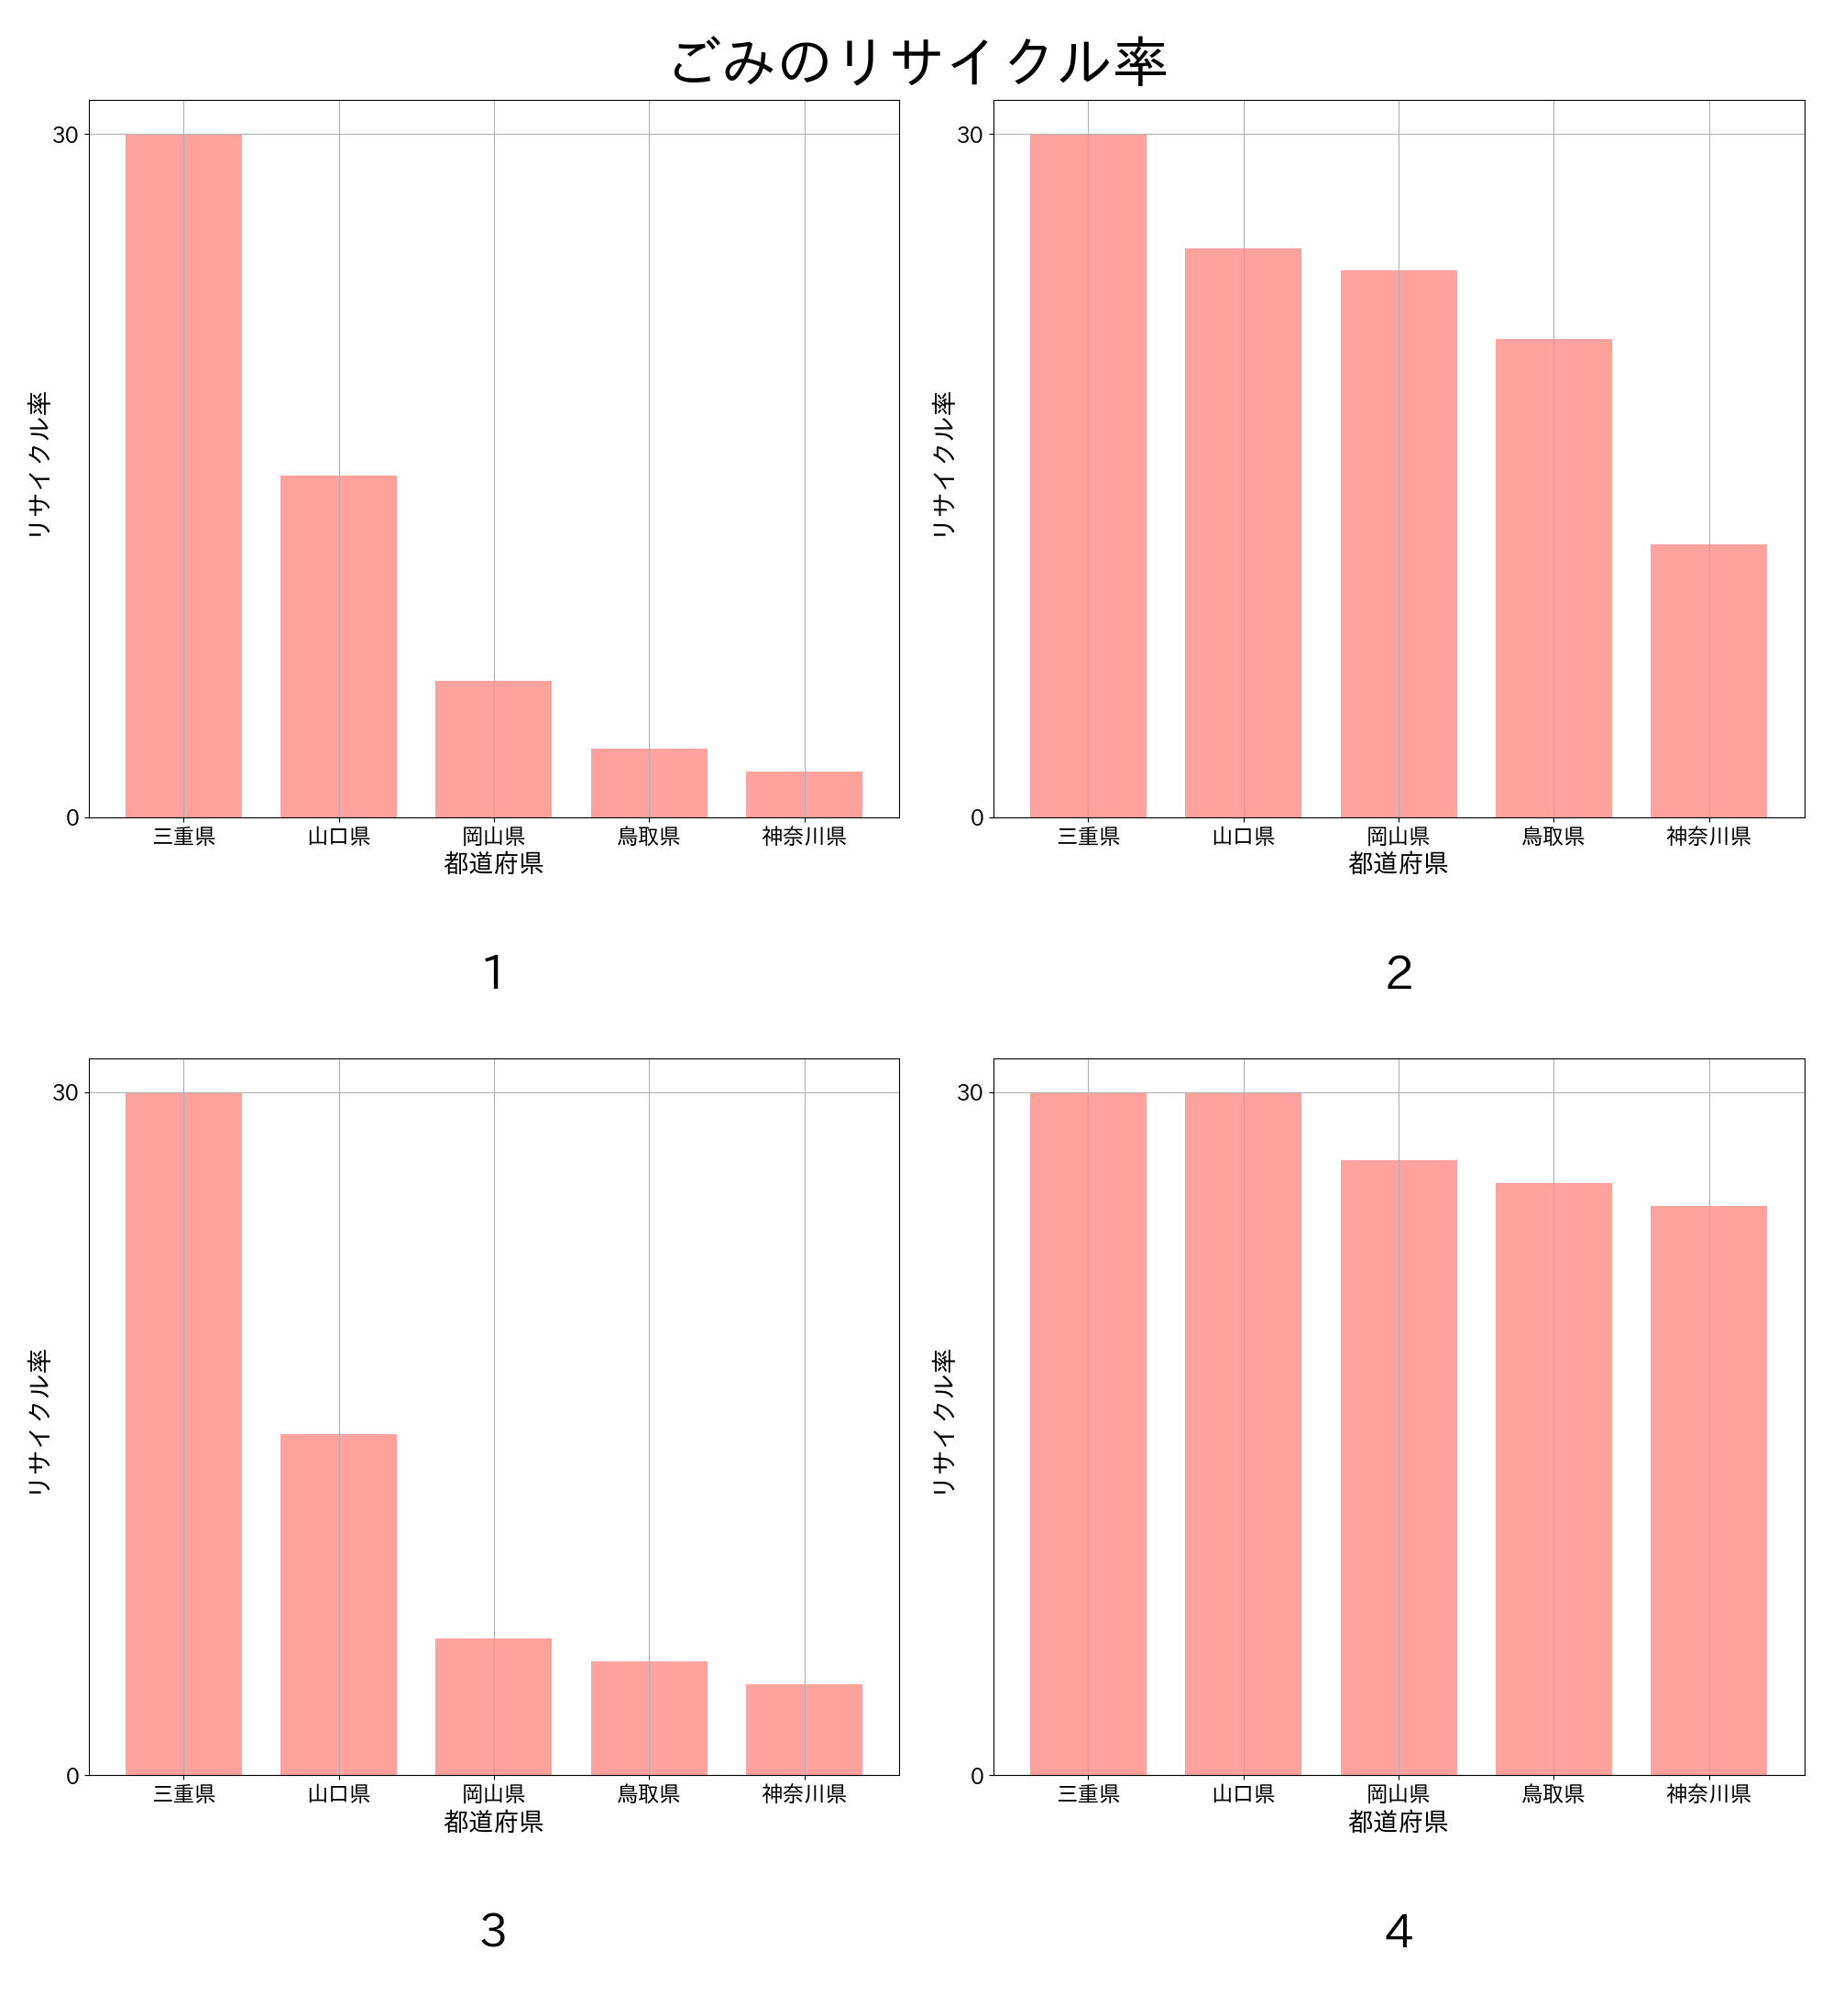 ごみのリサイクル率
30
0
リサイクル率
三重県 山口県 岡山県 鳥取県 神奈川県
都道府県
1
30
0
リサイクル率
三重県 山口県 岡山県 鳥取県 神奈川県
都道府県
2
30
0
リサイクル率
三重県 山口県 岡山県 鳥取県 神奈川県
都道府県
3
30
0
リサイクル率
三重県 山口県 岡山県 鳥取県 神奈川県
都道府県
4